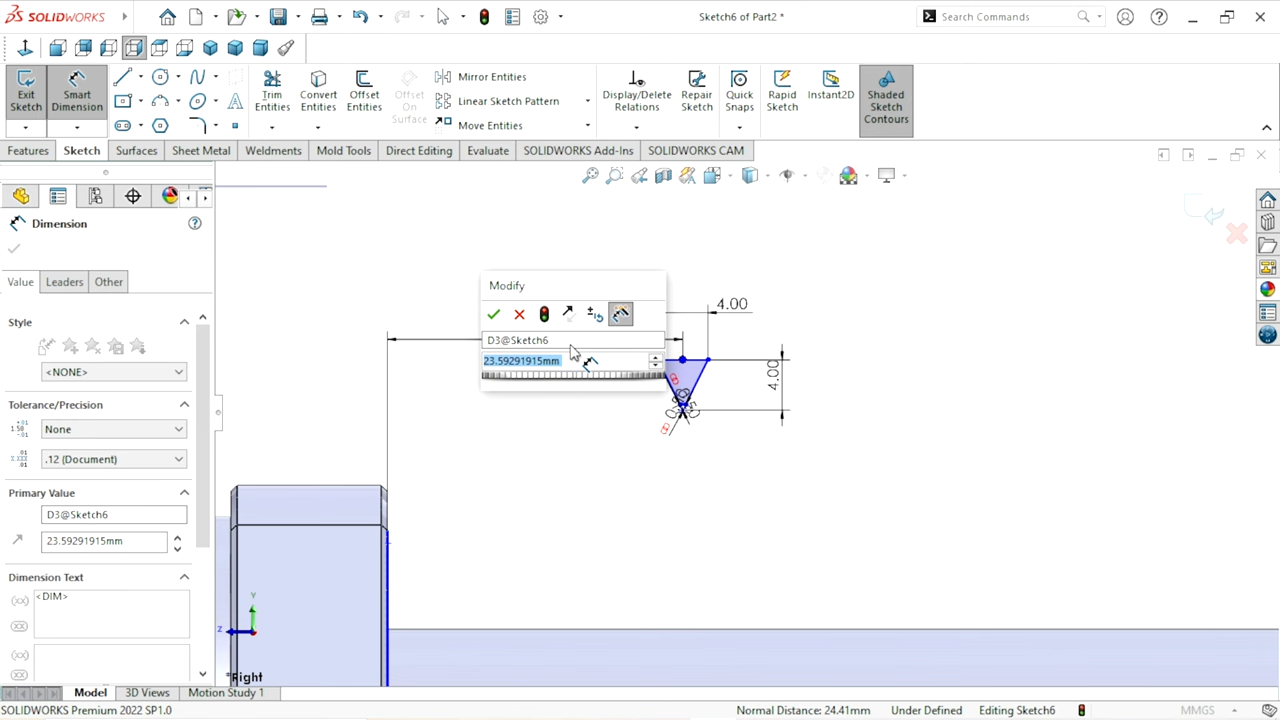 SOLIDWORKS
Sketch6 of Part2 *
Search Commands
Exit Sketch
Smart Dimension
Trim Entities
Convert Entities
Offset Entities
Offset On Surface
Mirror Entities
Linear Sketch Pattern
Move Entities
Display/Delete Relations
Repair Sketch
Quick Snaps
Rapid Sketch
Instant2D
Shaded Sketch Contours
Features
Sketch
Surfaces
Sheet Metal
Weldments
Mold Tools
Direct Editing
Evaluate
SOLIDWORKS Add-Ins
SOLIDWORKS CAM
Dimension
Value
Leaders
Other
Style
<NONE>
Tolerance/Precision
None
.12 (Document)
Primary Value
D3@Sketch6
23.59291915mm
Dimension Text
<DIM>
Modify
D3@Sketch6
23.59291915mm
4.00
4.00
Y
Z
*Right
Model
3D Views
Motion Study 1
SOLIDWORKS Premium 2022 SP1.0
Normal Distance: 24.41mm
Under Defined
Editing Sketch6
MMGS